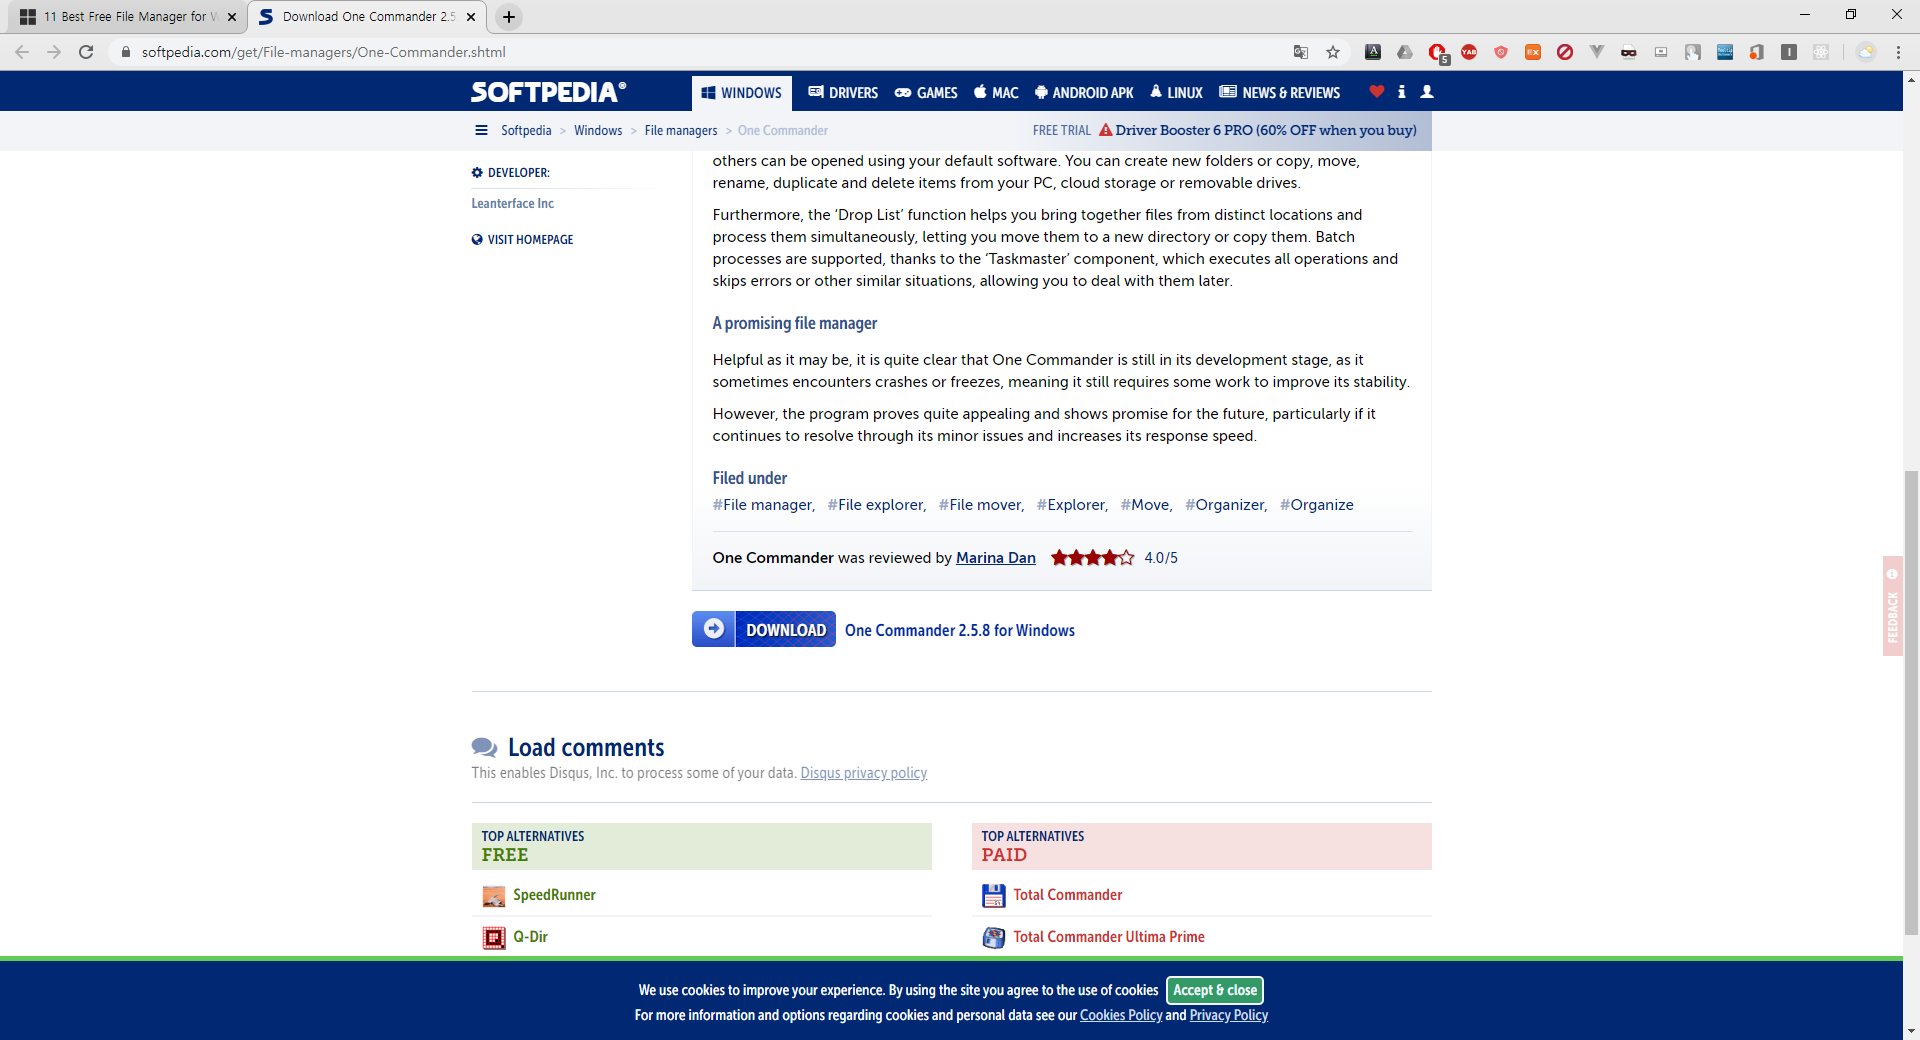 11 Best Free File Manager for W
Download One Commander 2.5
softpedia.com/get/File-managers/One-Commander.shtml
5
SOFTPEDIA®
WINDOWS
DRIVERS
GAMES
MAC
ANDROID APK
LINUX
NEWS & REVIEWS
Softpedia > Windows > File managers > One Commander
FREE TRIAL Driver Booster 6 PRO (60% OFF when you buy)
DEVELOPER:
Leanterface Inc
VISIT HOMEPAGE
others can be opened using your default software. You can create new folders or copy, move,
rename, duplicate and delete items from your PC, cloud storage or removable drives.
Furthermore, the ‘Drop List’ function helps you bring together files from distinct locations and
process them simultaneously, letting you move them to a new directory or copy them. Batch
processes are supported, thanks to the ‘Taskmaster’ component, which executes all operations and
skips errors or other similar situations, allowing you to deal with them later.
A promising file manager
Helpful as it may be, it is quite clear that One Commander is still in its development stage, as it
sometimes encounters crashes or freezes, meaning it still requires some work to improve its stability.
However, the program proves quite appealing and shows promise for the future, particularly if it
continues to resolve through its minor issues and increases its response speed.
Filed under
#File manager, #File explorer, #File mover, #Explorer, #Move, #Organizer, #Organize
One Commander was reviewed by Marina Dan 4.0/5
DOWNLOAD One Commander 2.5.8 for Windows
FEEDBACK
Load comments
This enables Disqus, Inc. to process some of your data. Disqus privacy policy
TOP ALTERNATIVES
FREE
SpeedRunner
Q-Dir
TOP ALTERNATIVES
PAID
Total Commander
Total Commander Ultima Prime
We use cookies to improve your experience. By using the site you agree to the use of cookies Accept & close
For more information and options regarding cookies and personal data see our Cookies Policy and Privacy Policy